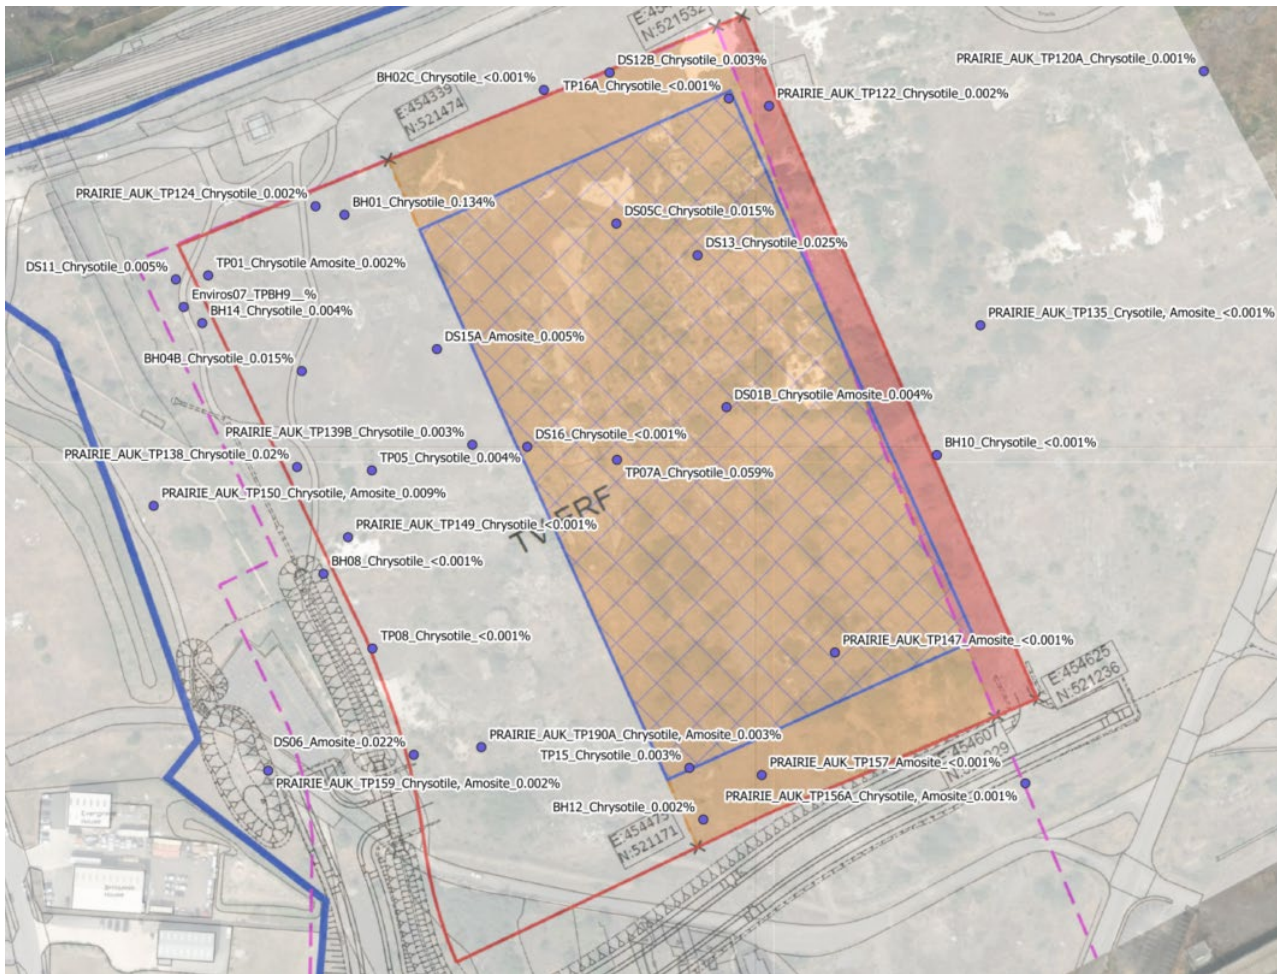 N:521532
DS12B_Chrysotile_0.003%
PRAIRIE_AUK_TP120A_Chrysotile_0.001%
BH02C_Chrysotile_<0.001%
TP16A_Chrysotile_<0.001%
E:454339
N:521474
PRAIRIE_AUK_TP122_Chrysotile_0.002%
PRAIRIE_AUK_TP124_Chrysotile_0.002%
BH01_Chrysotile_0.134%
DS05C_Chrysotile_0.015%
DS13_Chrysotile_0.025%
DS11_Chrysotile_0.005%
TP01_Chrysotile Amosite_0.002%
Enviros07_TPBH9__%
BH14_Chrysotile_0.004%
PRAIRIE_AUK_TP135_Crysotile, Amosite_<0.001%
DS15A_Amosite_0.005%
BH04B_Chrysotile_0.015%
DS01B_Chrysotile Amosite_0.004%
PRAIRIE_AUK_TP139B_Chrysotile_0.003%
DS16_Chrysotile_<0.001%
BH10_Chrysotile_<0.001%
PRAIRIE_AUK_TP138_Chrysotile_0.02%
TP05_Chrysotile_0.004%
TP07A_Chrysotile_0.059%
PRAIRIE_AUK_TP150_Chrysotile, Amosite_0.009%
PRAIRIE_AUK_TP149_Chrysotile_<0.001%
BH08_Chrysotile_<0.001%
TP08_Chrysotile_<0.001%
PRAIRIE_AUK_TP147_Amosite_<0.001%
E:454625
N:521236
DS06_Amosite_0.022%
PRAIRIE_AUK_TP190A_Chrysotile, Amosite_0.003%
TP15_Chrysotile_0.003%
E:454607
PRAIRIE_AUK_TP157_Amosite_<0.001%
PRAIRIE_AUK_TP159_Chrysotile, Amosite_0.002%
PRAIRIE_AUK_TP156A_Chrysotile, Amosite_0.001%
BH12_Chrysotile_0.002%
N:521171